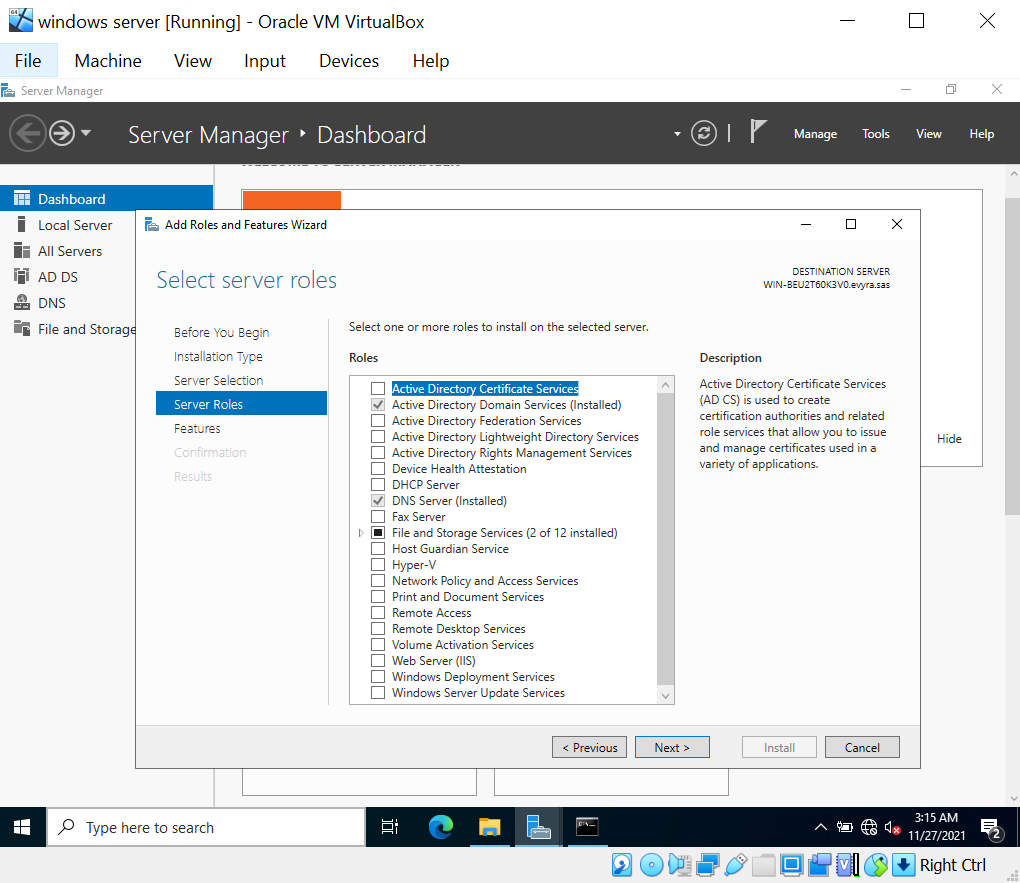 windows server [Running] - Oracle VM VirtualBox
File Machine View Input Devices Help
Server Manager
Server Manager Dashboard
Manage Tools View Help
WELCOME TO SERVER MANAGER
Dashboard
Local Server
All Servers
AD DS
DNS
File and Storage
Add Roles and Features Wizard
Select server roles
DESTINATION SERVER
WIN-BEU2T60K3V0.evyra.sas
Before You Begin
Installation Type
Server Selection
Server Roles
Features
Confirmation
Results
Select one or more roles to install on the selected server.
Roles
Active Directory Certificate Services
Active Directory Domain Services (Installed)
Active Directory Federation Services
Active Directory Lightweight Directory Services
Active Directory Rights Management Services
Device Health Attestation
DHCP Server
DNS Server (Installed)
Fax Server
File and Storage Services (2 of 12 installed)
Host Guardian Service
Hyper-V
Network Policy and Access Services
Print and Document Services
Remote Access
Remote Desktop Services
Volume Activation Services
Web Server (IIS)
Windows Deployment Services
Windows Server Update Services
Description
Active Directory Certificate Services
(AD CS) is used to create
certification authorities and related
role services that allow you to issue
and manage certificates used in a
variety of applications.
Hide
< Previous
Next >
Install
Cancel
Type here to search
3:15 AM
11/27/2021
2
Right Ctrl